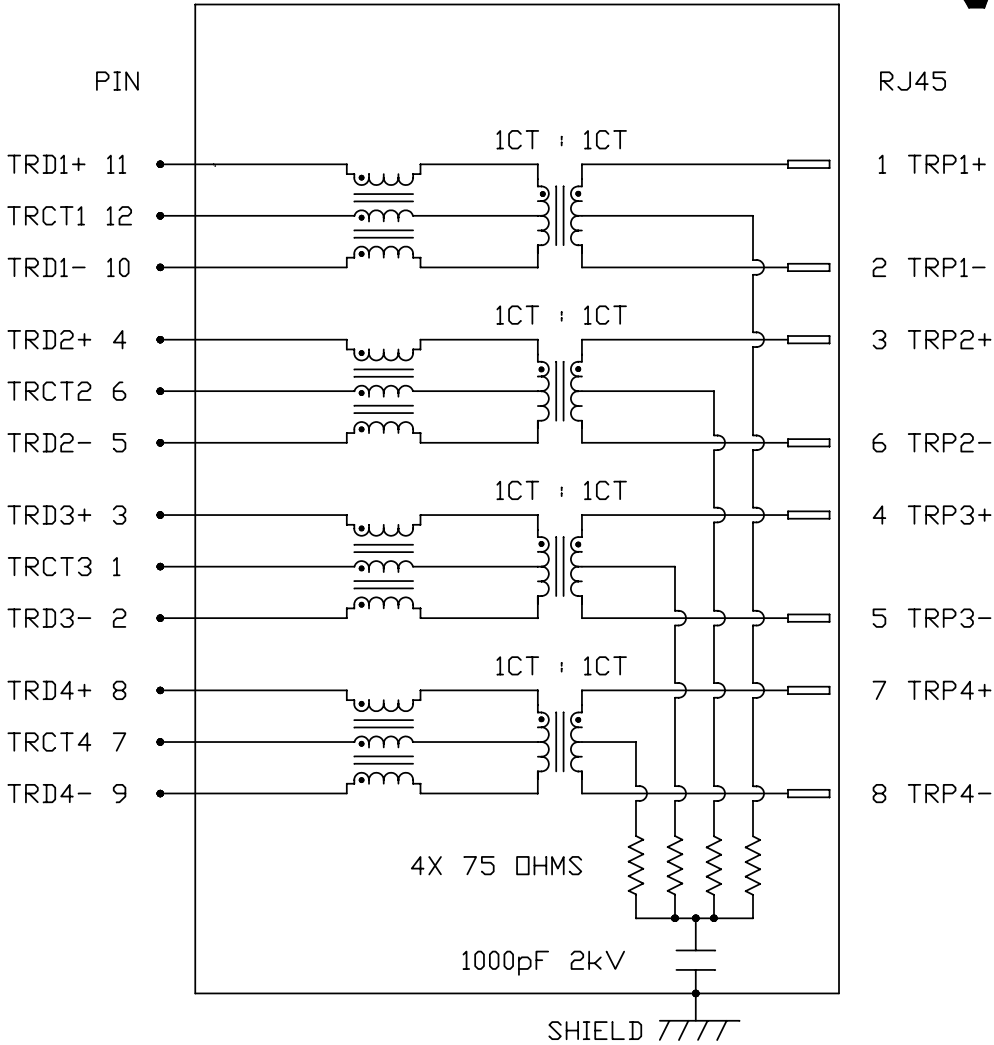 PIN RJ45
1CT : 1CT
TRD1+ 11 1 TRP1+
TRCT1 12
TRD1- 10 2 TRP1-
1CT : 1CT
TRD2+ 4 3 TRP2+
TRCT2 6
TRD2- 5 6 TRP2-
1CT : 1CT
TRD3+ 3 4 TRP3+
TRCT3 1
TRD3- 2 5 TRP3-
1CT : 1CT
TRD4+ 8 7 TRP4+
TRCT4 7
TRD4- 9 8 TRP4-
4X 75 OHMS
1000pF 2kV
SHIELD